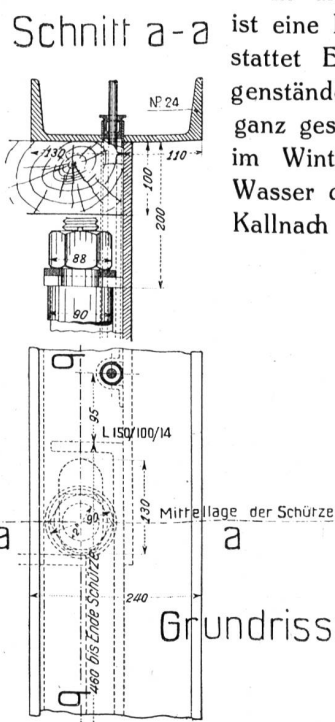 Schnitt a-a
ist eine
stattet
genstände
ganz ges
im Wint
Wasser
Kallnach
Nº 24
130
110
100
200
88
90
b
95
L 150/100/14
130
Mittellage der Schütze
90
a
a
460 bis Ende Schütze
240
Grundriss
b